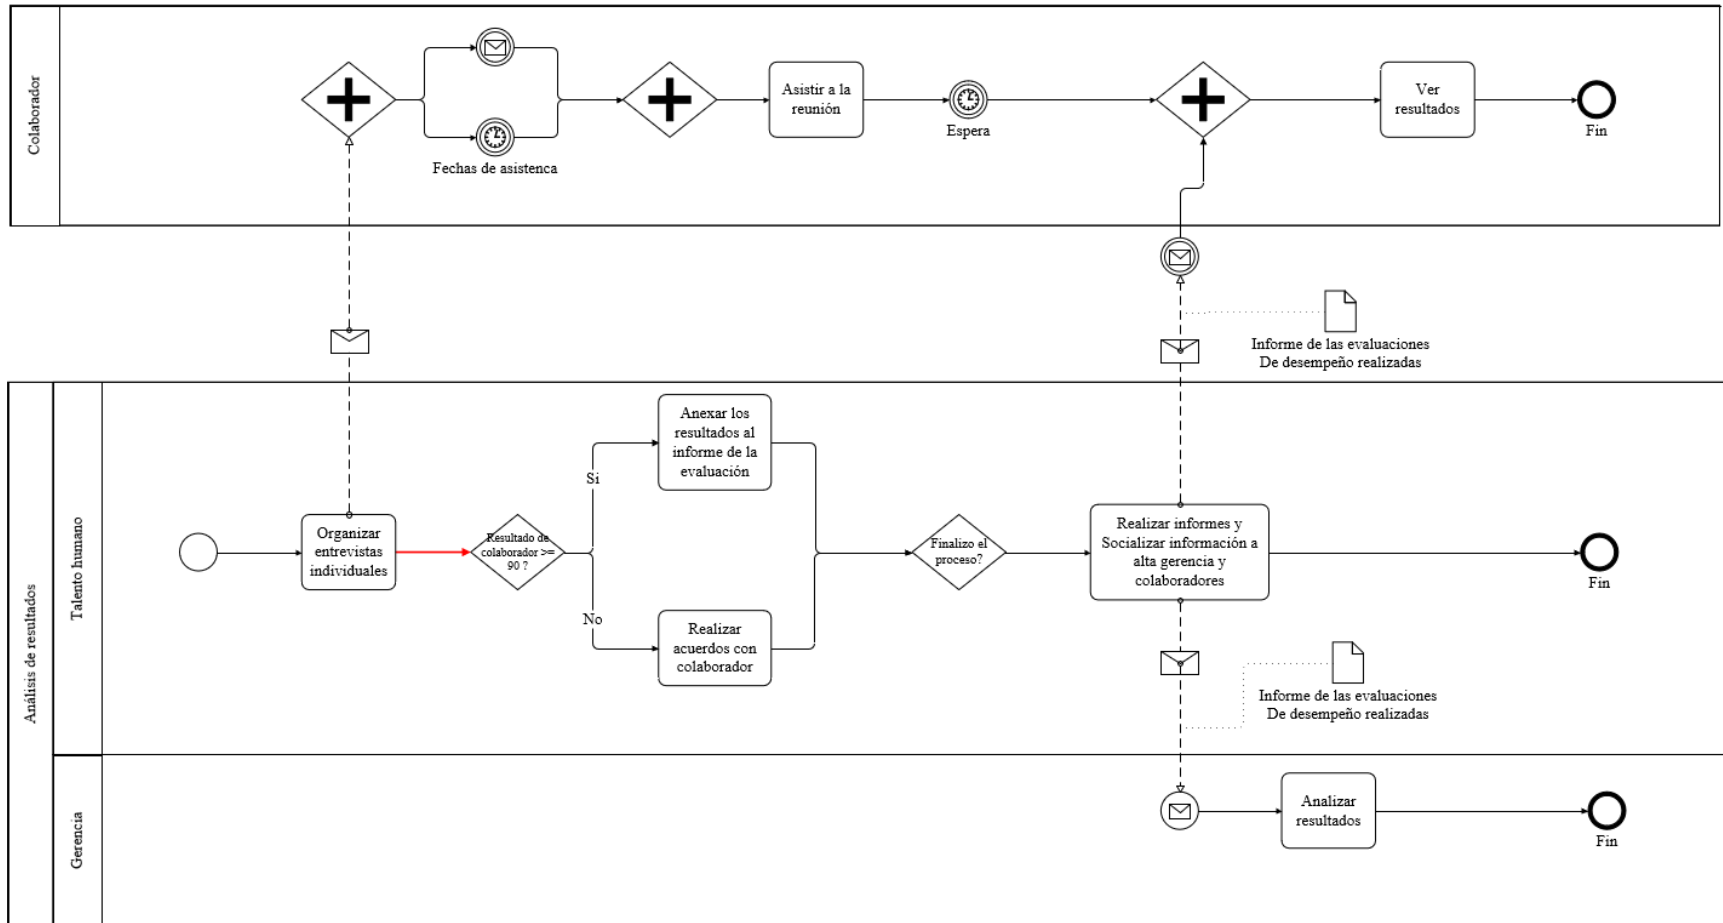 Colaborador
Fechas de asistenca
Asistir a la
reunión
Espera
Ver
resultados
Fin
Informe de las evaluaciones
De desempeño realizadas
Análisis de resultados
Talento humano
Organizar
entrevistas
individuales
Resultado de
colaborador >=
90 ?
Si
Anexar los
resultados al
informe de la
evaluación
No
Realizar
acuerdos con
colaborador
Finalizo el
proceso?
Realizar informes y
Socializar información a
alta gerencia y
colaboradores
Fin
Informe de las evaluaciones
De desempeño realizadas
Gerencia
Analizar
resultados
Fin